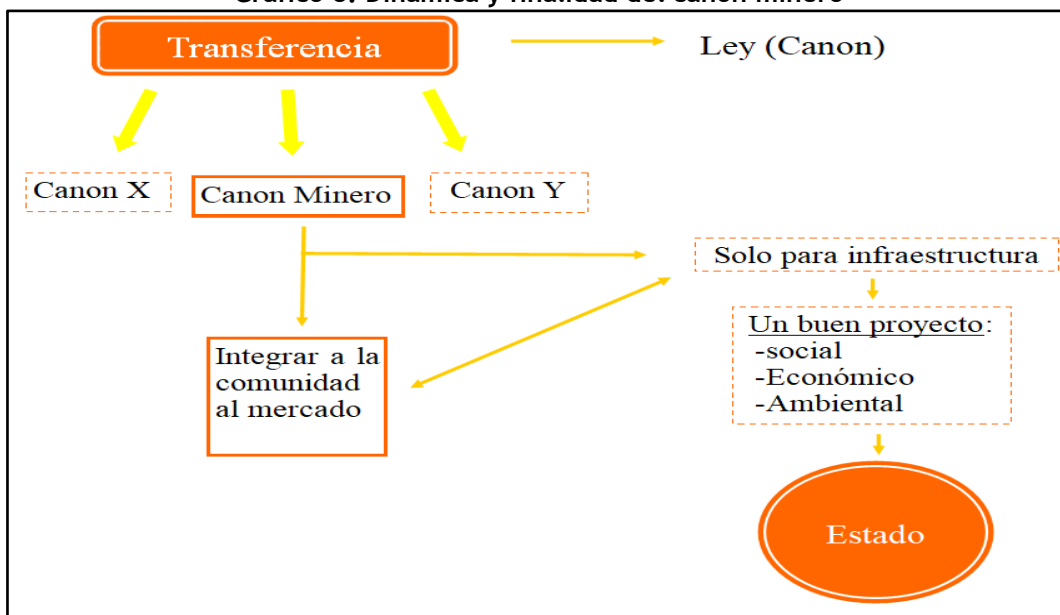 Transferencia
Ley (Canon)
Canon X
Canon Minero
Canon Y
Solo para infraestructura
Integrar a la
comunidad
al mercado
Un buen proyecto:
-social
-Económico
-Ambiental
Estado